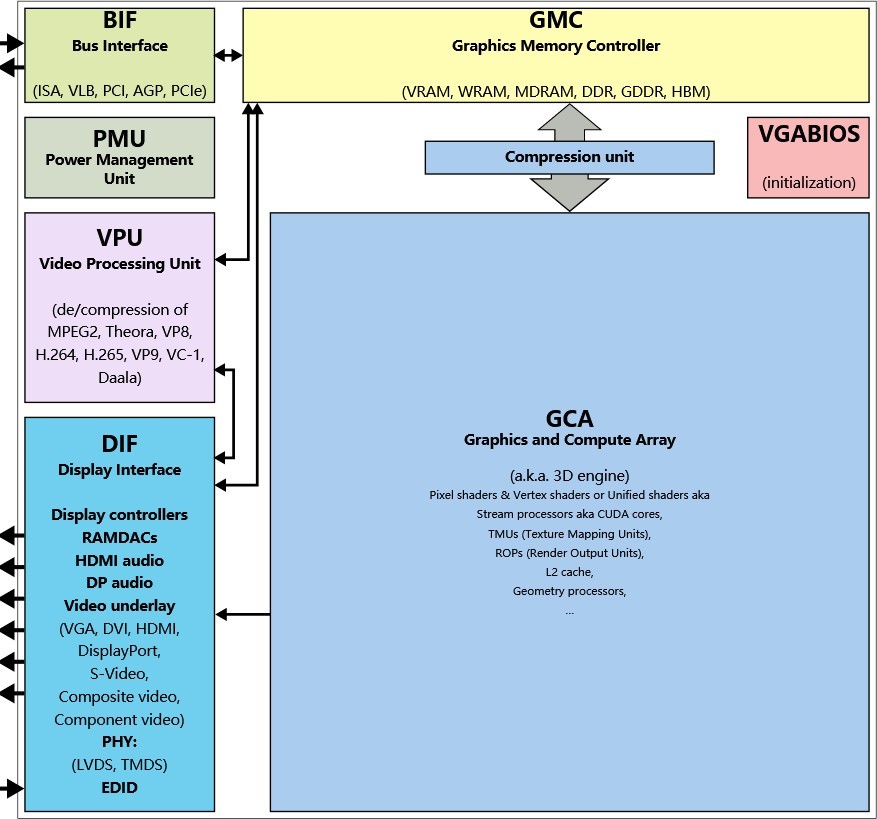 BIF
Bus Interface
(ISA, VLB, PCI, AGP, PCIe)
GMC
Graphics Memory Controller
(VRAM, WRAM, MDRAM, DDR, GDDR, HBM)
PMU
Power Management
Unit
Compression unit
VGABIOS
(initialization)
VPU
Video Processing Unit
(de/compression of
MPEG2, Theora, VP8,
H.264, H.265, VP9, VC-1,
Daala)
DIF
Display Interface
Display controllers
RAMDACs
HDMI audio
DP audio
Video underlay
(VGA, DVI, HDMI,
DisplayPort,
S-Video,
Composite video,
Component video)
PHY:
(LVDS, TMDS)
EDID
GCA
Graphics and Compute Array
(a.k.a. 3D engine)
Pixel shaders & Vertex shaders or Unified shaders aka
Stream processors aka CUDA cores,
TMUs (Texture Mapping Units),
ROPs (Render Output Units),
L2 cache,
Geometry processors,
...